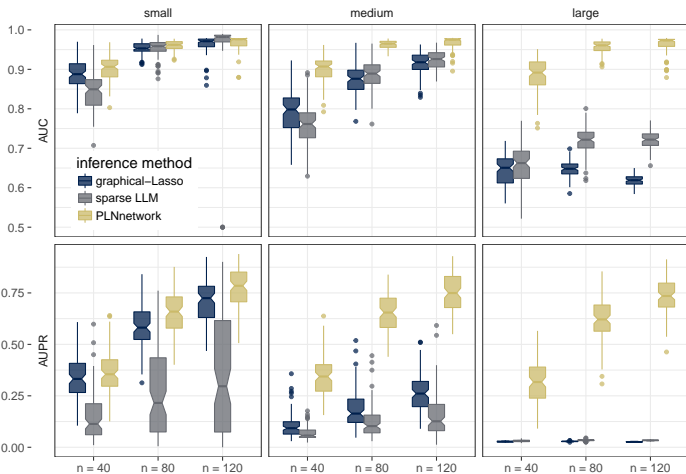 small medium large
1.0
0.9
0.8
0.7
0.6
0.5
AUC
inference method
graphical−Lasso
sparse LLM
PLNnetwork
0.75
0.50
0.25
0.00
AUPR
n = 40 n = 80 n = 120 n = 40 n = 80 n = 120 n = 40 n = 80 n = 120